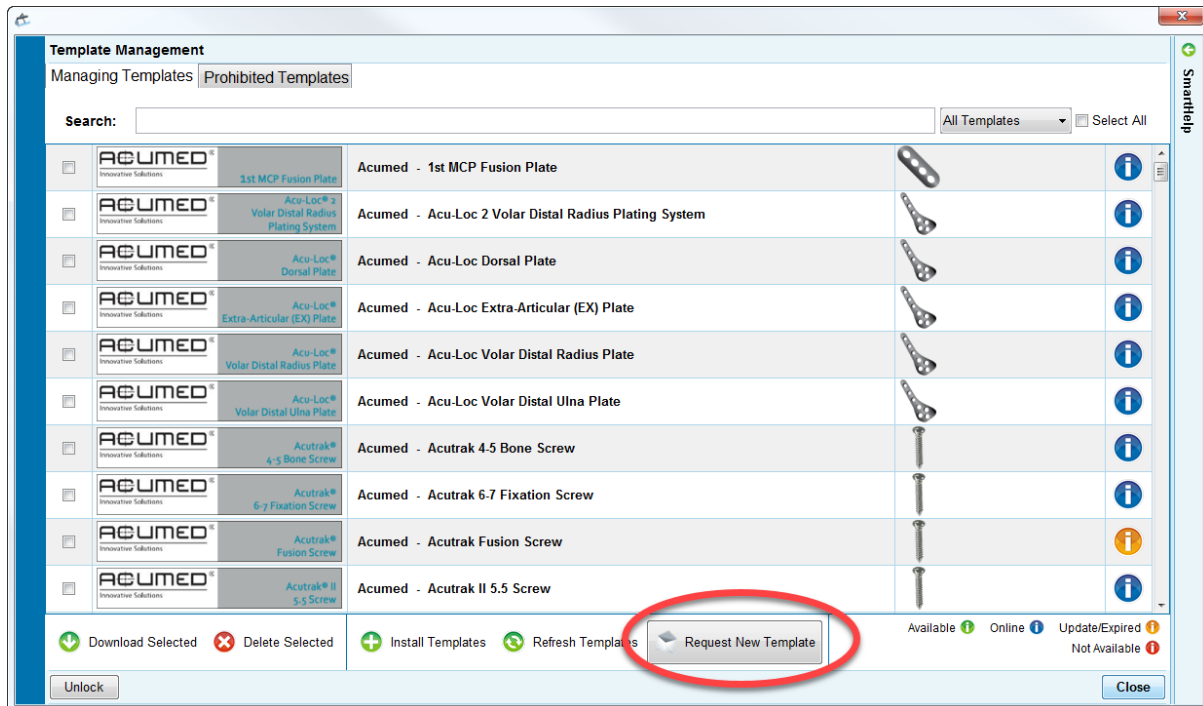 Template Management
SmartHelp
Managing Templates Prohibited Templates
Search: All Templates Select All
ACUMED®
Innovative Solutions
1st MCP Fusion Plate
Acumed - 1st MCP Fusion Plate
ACUMED®
Innovative Solutions
Acu-Loc® 2
Volar Distal Radius
Plating System
Acumed - Acu-Loc 2 Volar Distal Radius Plating System
ACUMED®
Innovative Solutions
Acu-Loc®
Dorsal Plate
Acumed - Acu-Loc Dorsal Plate
ACUMED®
Innovative Solutions
Acu-Loc®
Extra-Articular (EX) Plate
Acumed - Acu-Loc Extra-Articular (EX) Plate
ACUMED®
Innovative Solutions
Acu-Loc®
Volar Distal Radius Plate
Acumed - Acu-Loc Volar Distal Radius Plate
ACUMED®
Innovative Solutions
Acu-Loc®
Volar Distal Ulna Plate
Acumed - Acu-Loc Volar Distal Ulna Plate
ACUMED®
Innovative Solutions
Acutrak®
4-5 Bone Screw
Acumed - Acutrak 4-5 Bone Screw
ACUMED®
Innovative Solutions
Acutrak®
6-7 Fixation Screw
Acumed - Acutrak 6-7 Fixation Screw
ACUMED®
Innovative Solutions
Acutrak®
Fusion Screw
Acumed - Acutrak Fusion Screw
ACUMED®
Innovative Solutions
Acutrak® II
5.5 Screw
Acumed - Acutrak II 5.5 Screw
Download Selected Delete Selected Install Templates Refresh Templates Request New Template
Available Online Update/Expired
Not Available
Unlock Close